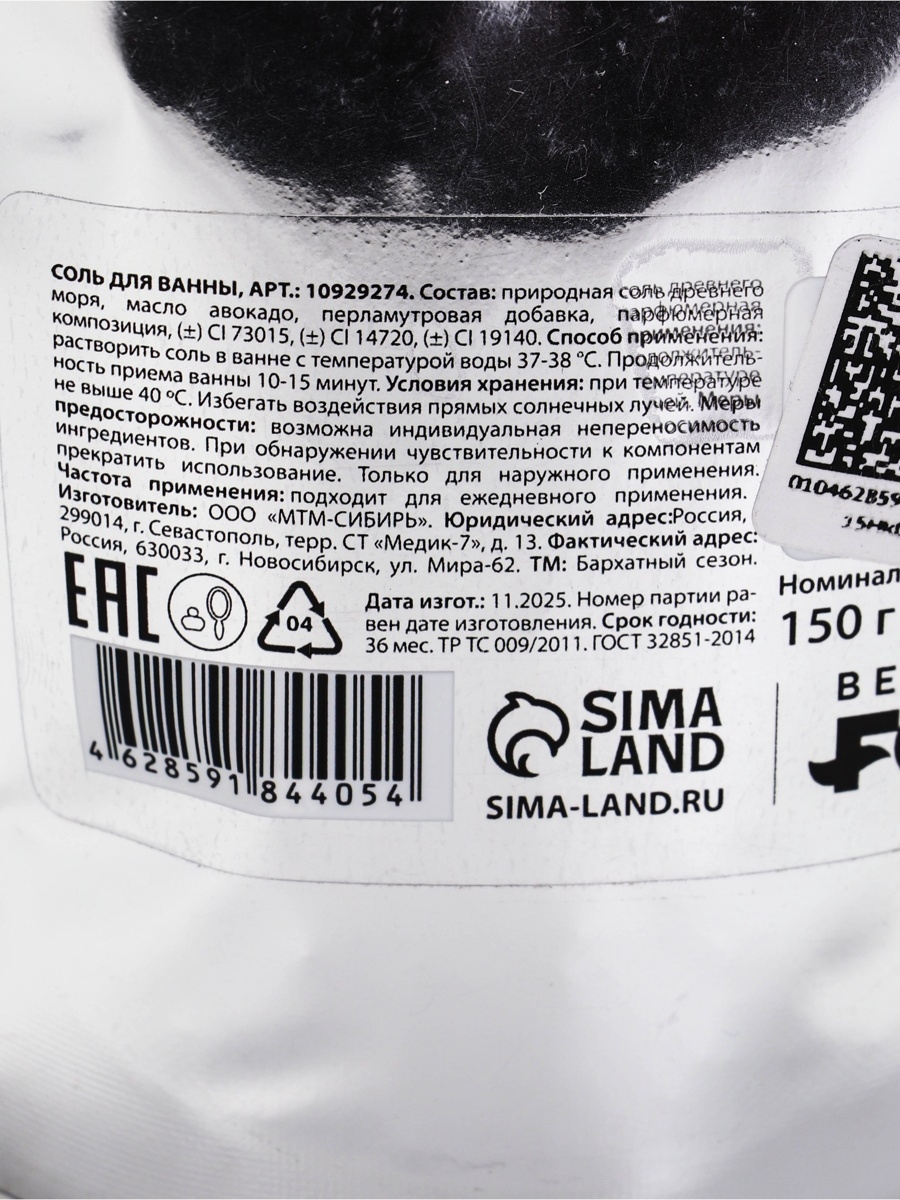 СОЛЬ ДЛЯ ВАННЫ, АРТ.: 10929274. Состав: природная соль древнего
моря, масло авокадо, перламутровая добавка, парфюмерная
композиция, (±) CI 73015, (±) CI 14720, (±) CI 19140. Способ применения:
растворить соль в ванне с температурой воды 37-38 °С. Продолжитель-
ность приема ванны 10-15 минут. Условия хранения: при температуре
не выше 40 °С. Избегать воздействия прямых солнечных лучей. Меры
предосторожности: возможна индивидуальная непереносимость
ингредиентов. При обнаружении чувствительности к компонентам
прекратить использование. Только для наружного применения.
Частота применения: подходит для ежедневного применения.
Изготовитель: ООО «МТМ-СИБИРЬ». Юридический адрес:Россия,
299014, г. Севастополь, терр. СТ «Медик-7», д. 13. Фактический адрес:
Россия, 630033, г. Новосибирск, ул. Мира-62. ТМ: Бархатный сезон.
EAC
04
Дата изгот.: 11.2025. Номер партии ра-
вен дате изготовления. Срок годности:
36 мес. ТР ТС 009/2011. ГОСТ 32851-2014
Номинал
150 г
4 628591 844054
SIMA
LAND
SIMA-LAND.RU